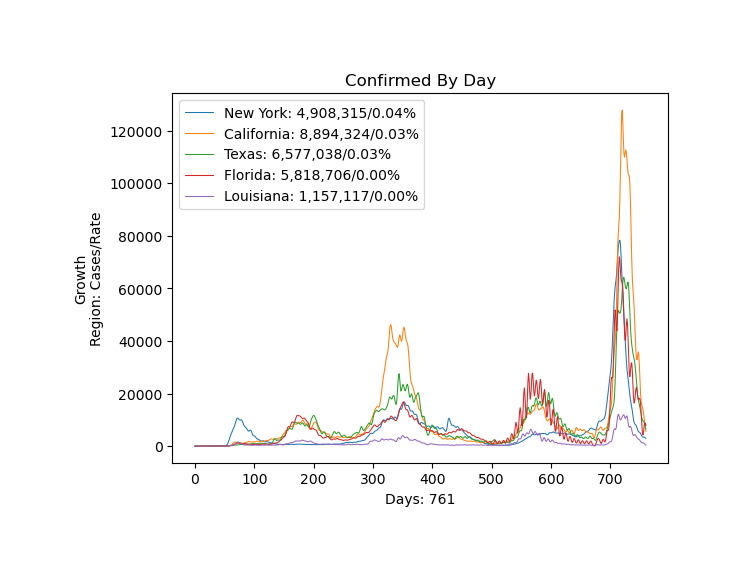 Confirmed By Day
New York: 4,908,315/0.04%
California: 8,894,324/0.03%
Texas: 6,577,038/0.03%
Florida: 5,818,706/0.00%
Louisiana: 1,157,117/0.00%
Growth
Region: Cases/Rate
120000
100000
80000
60000
40000
20000
0
0 100 200 300 400 500 600 700
Days: 761